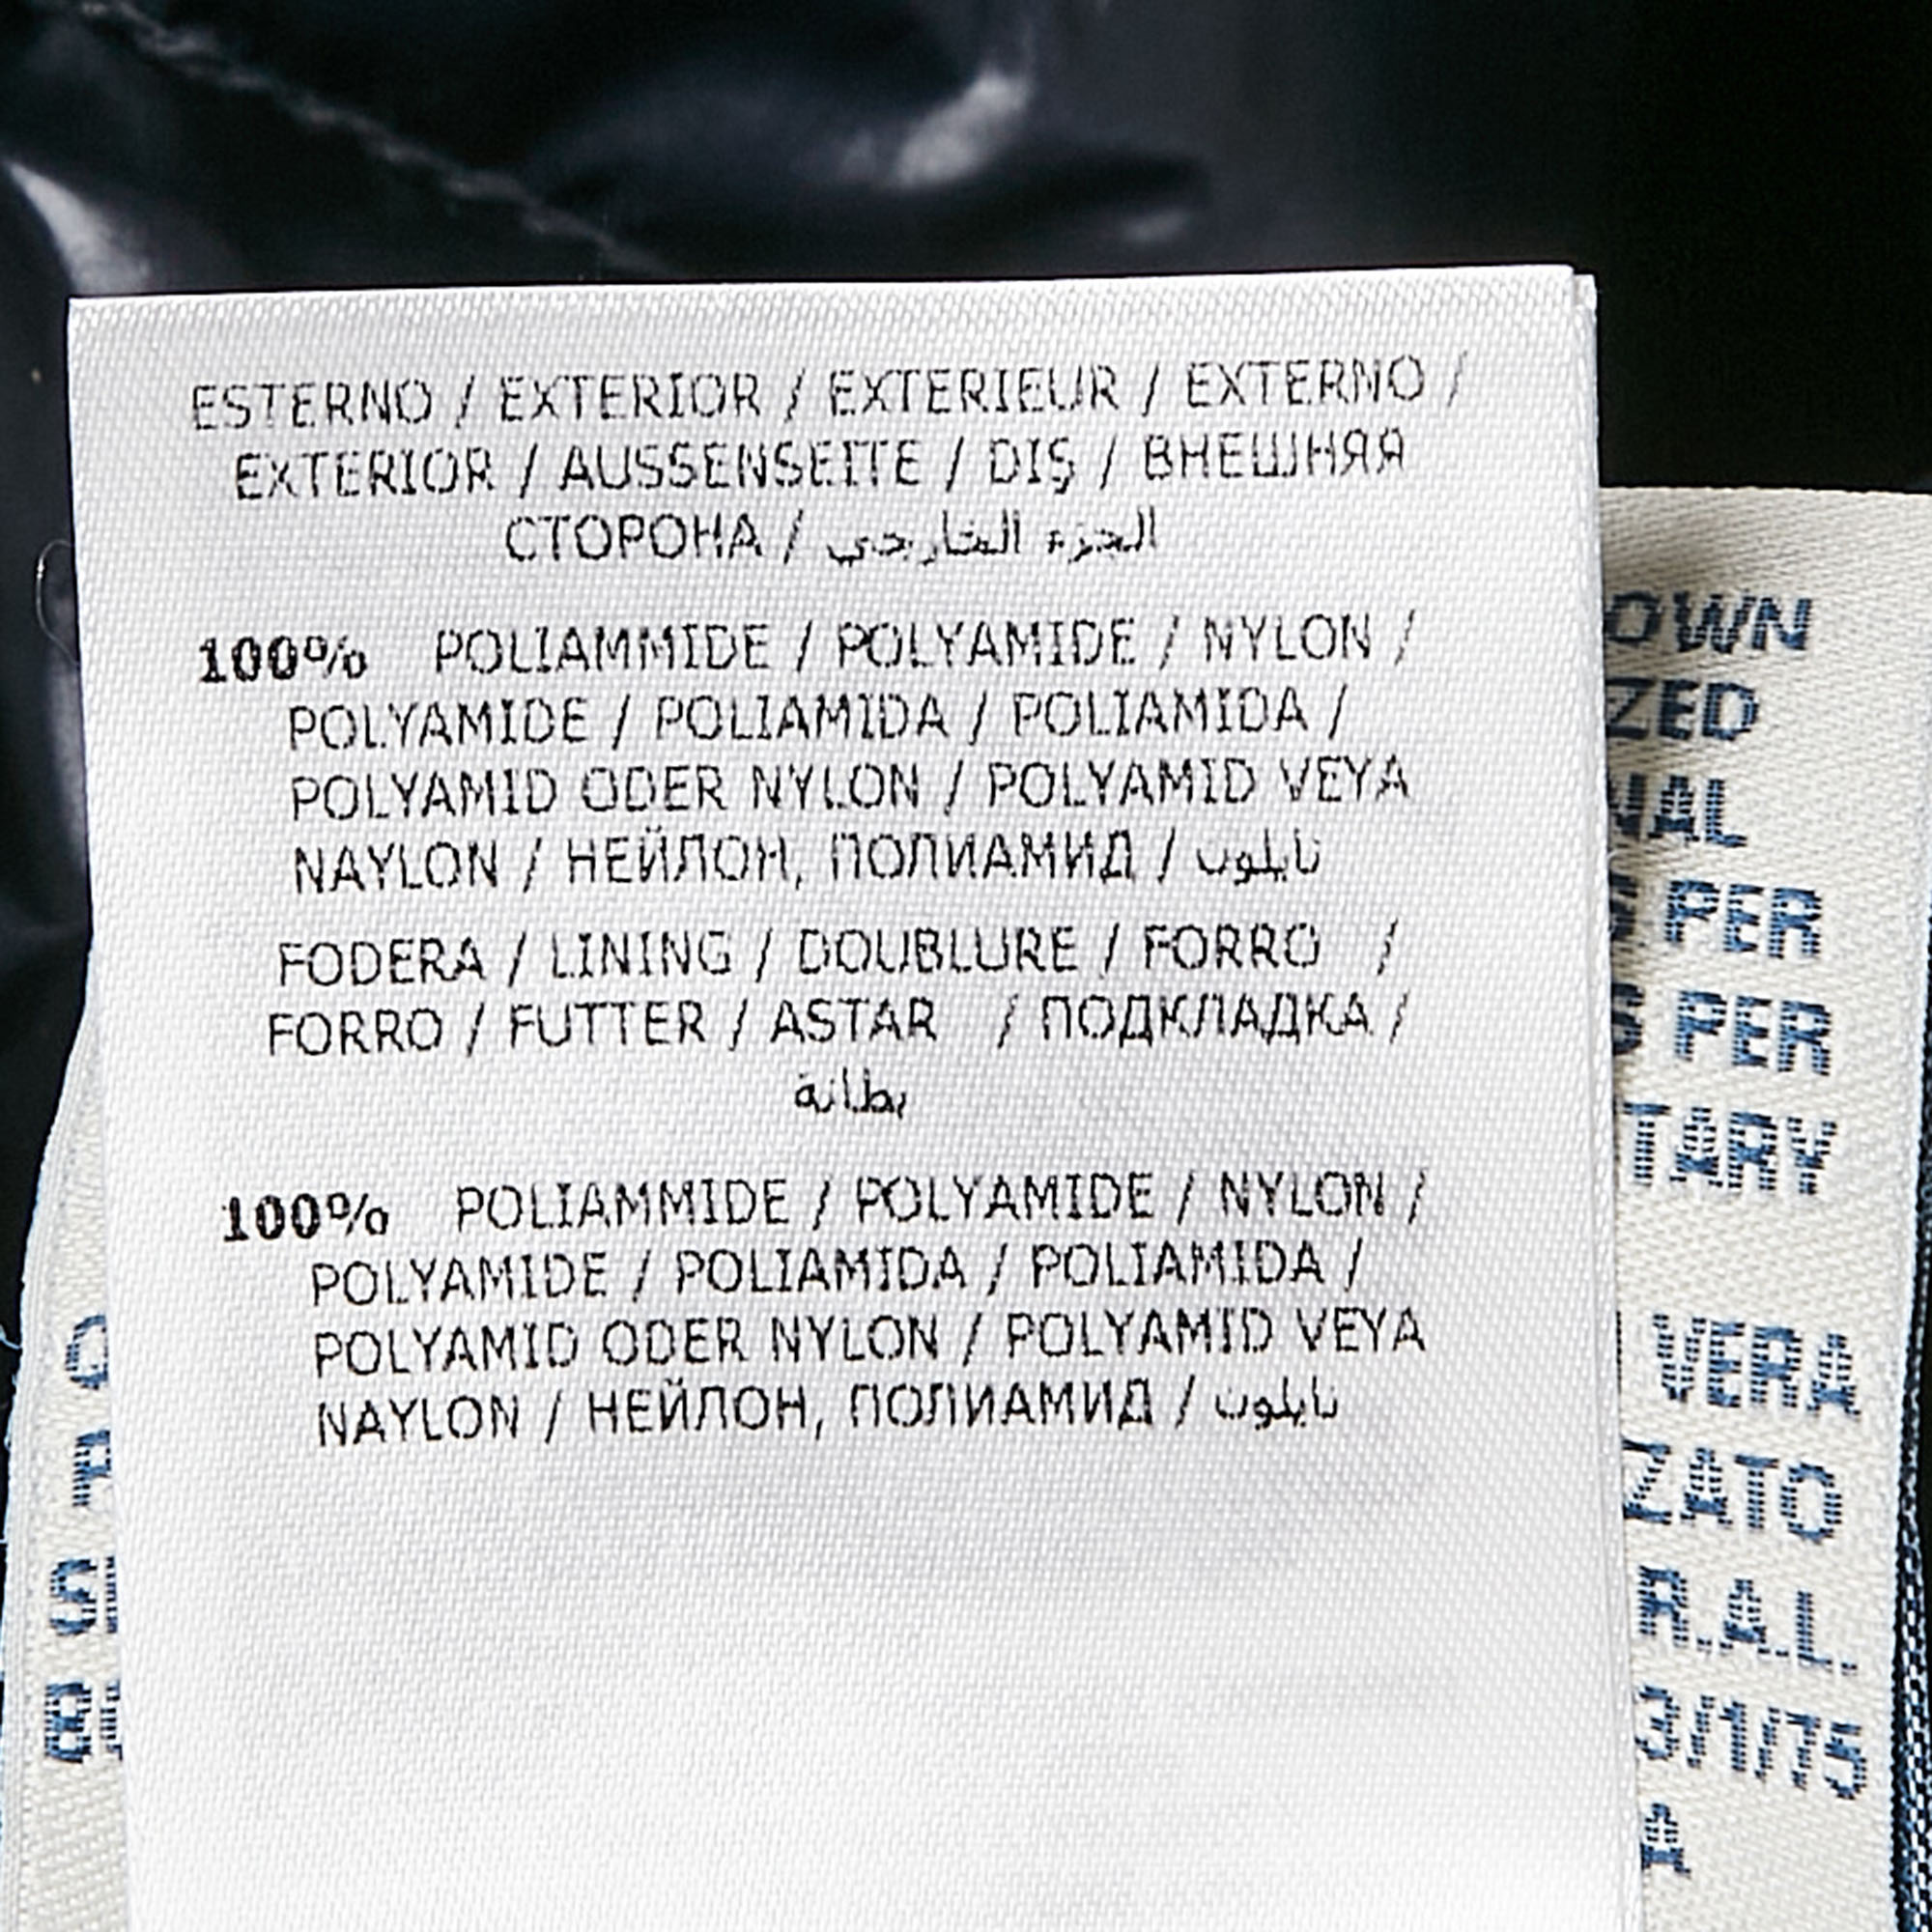 ESTERNO / EXTERIOR / EXTERIEUR / EXTERNO /
EXTERIOR / AUSSENSEITE / DIŞ / ВНЕШНЯЯ
СТОРОНА / الجزء الخارجي
100% POLIAMMIDE / POLYAMIDE / NYLON /
POLYAMIDE / POLIAMIDA / POLIAMIDA /
POLYAMID ODER NYLON / POLYAMID VEYA
NAYLON / НЕЙЛОН, ПОЛИАМИД / نايلون
FODERA / LINING / DOUBLURE / FORRO /
FORRO / FUTTER / ASTAR / ПОДКЛАДКА /
بطانة
100% POLIAMMIDE / POLYAMIDE / NYLON /
POLYAMIDE / POLIAMIDA / POLIAMIDA /
POLYAMID ODER NYLON / POLYAMID VEYA
NAYLON / НЕЙЛОН, ПОЛИАМИД / نايلون
OWN
ZED
NAL
S PER
S PER
TARY
VERA
ZATO
R.A.L.
3/1/75
A